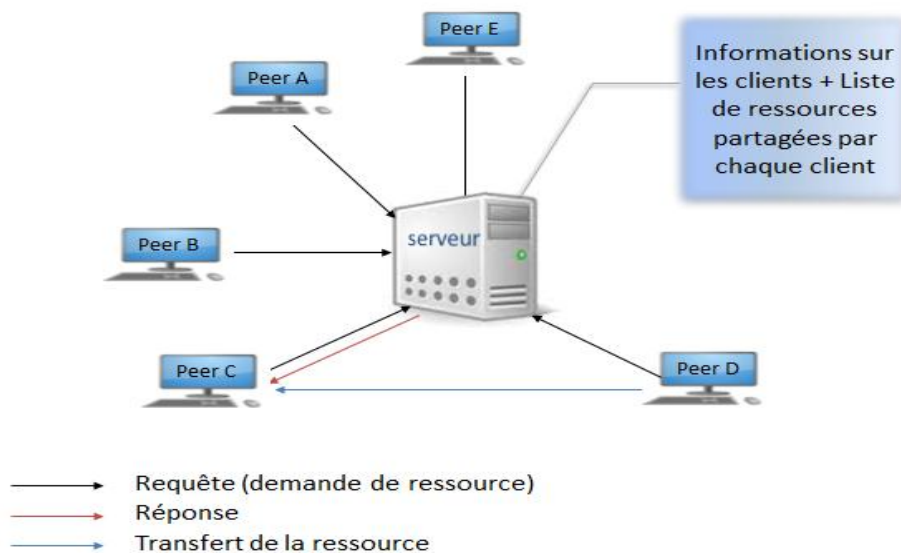 Peer E
Peer A
Informations sur
les clients + Liste
de ressources
partagées par
chaque client
serveur
Peer B
Peer C
Peer D
Requête (demande de ressource)
Réponse
Transfert de la ressource